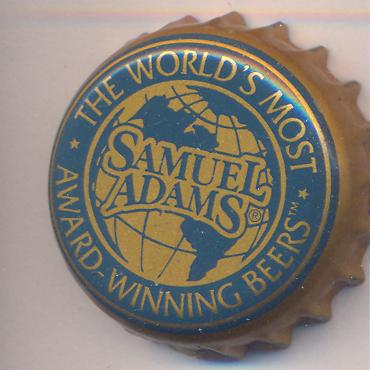 ★ THE WORLD'S MOST ★
SAMUEL
ADAMS®
AWARD-WINNING BEERS™